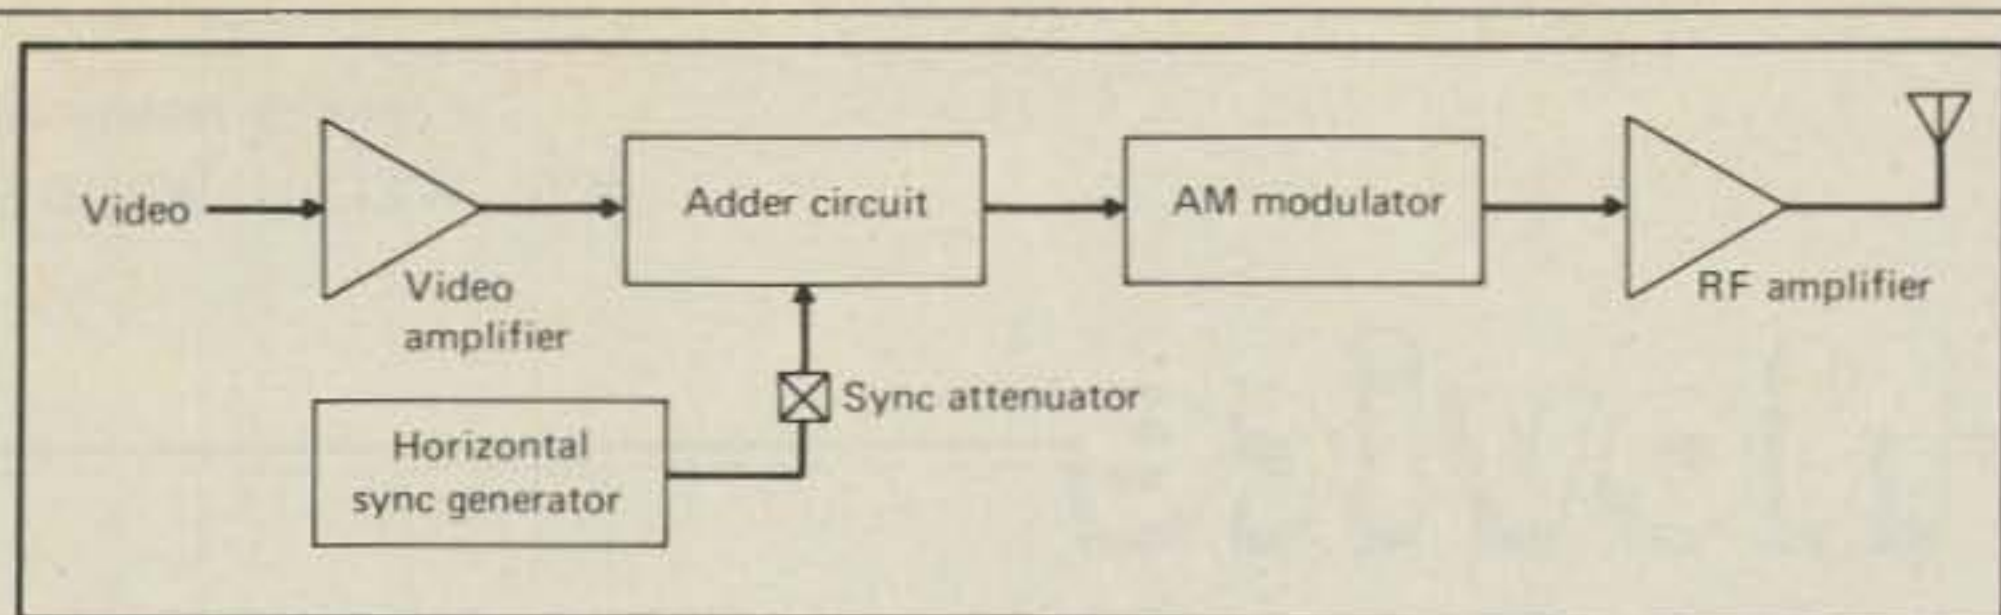 Video
Video
amplifier
Adder circuit
AM modulator
RF amplifier
Sync attenuator
Horizontal
sync generator